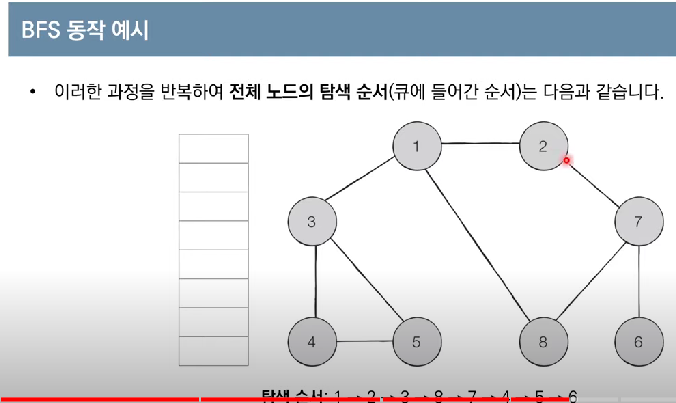 BFS 동작 예시
• 이러한 과정을 반복하여 전체 노드의 탐색 순서(큐에 들어간 순서)는 다음과 같습니다.
1 2
3 7
4 5 8 6
탐색 순서: 1 → 2 → 3 → 8 → 7 → 4 → 5 → 6